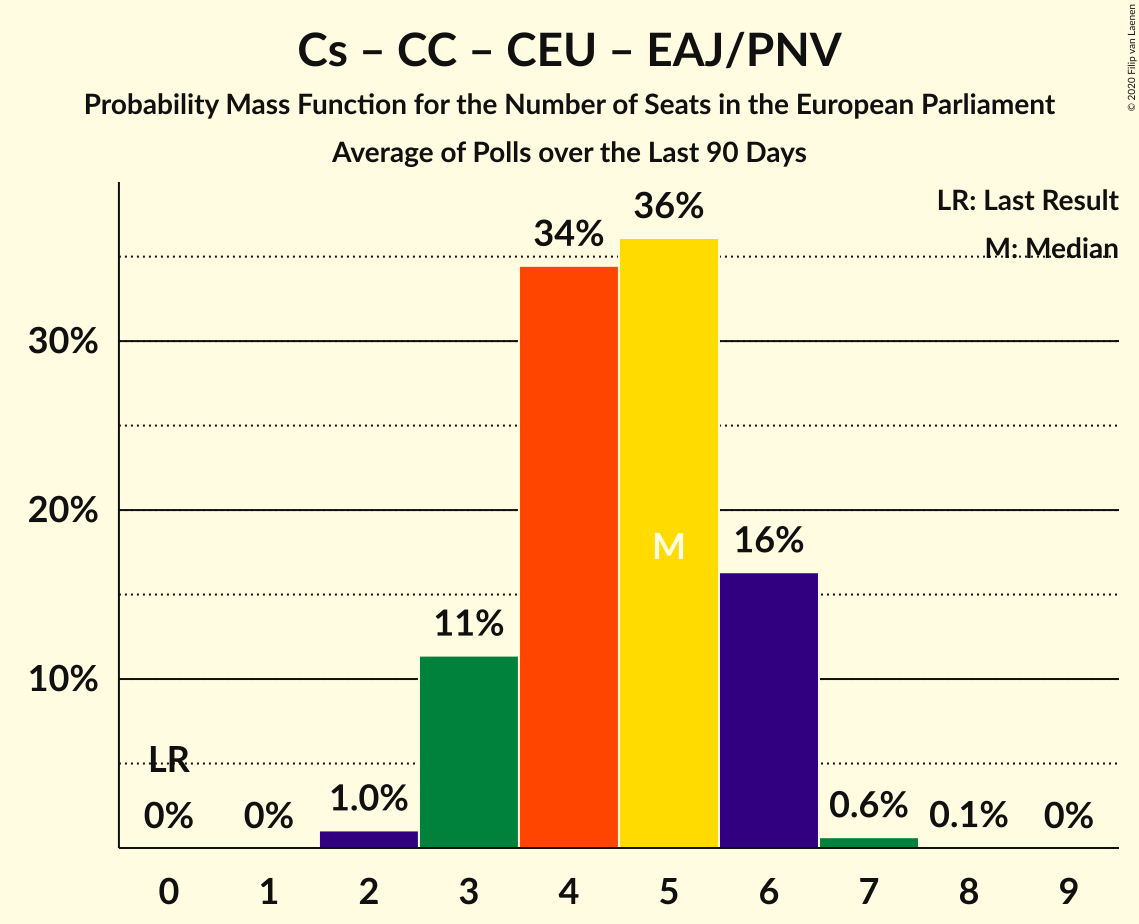 Cs – CC – CEU – EAJ/PNV
Probability Mass Function for the Number of Seats in the European Parliament
Average of Polls over the Last 90 Days
© 2020 Filip van Laenen
LR: Last Result
M: Median
36%
34%
30%
20%
16%
M
11%
10%
LR
0%
0%
1.0%
0.6%
0.1%
0%
0 1 2 3 4 5 6 7 8 9